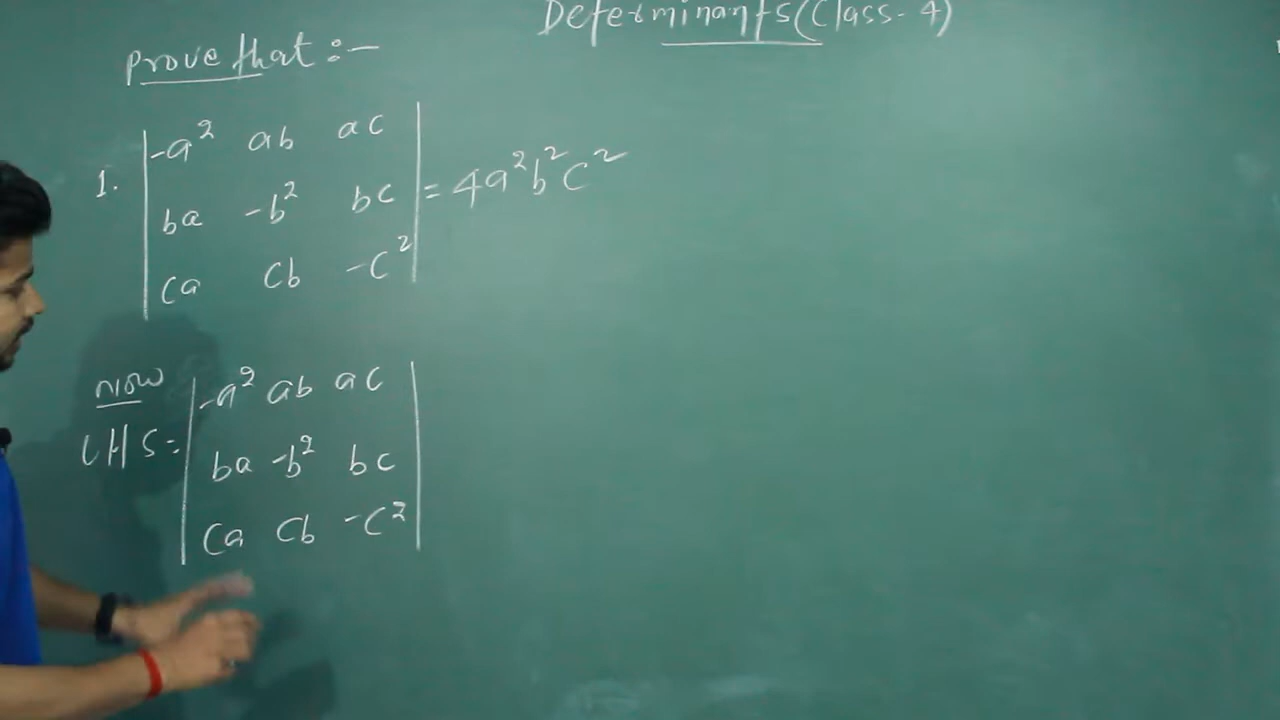 Determinants (Class-4)
Prove that :-
1. | -a² ab ac |
| ba -b² bc | = 4a²b²c²
| ca cb -c² |
now
LHS = | -a² ab ac |
| ba -b² bc |
| ca cb -c² |